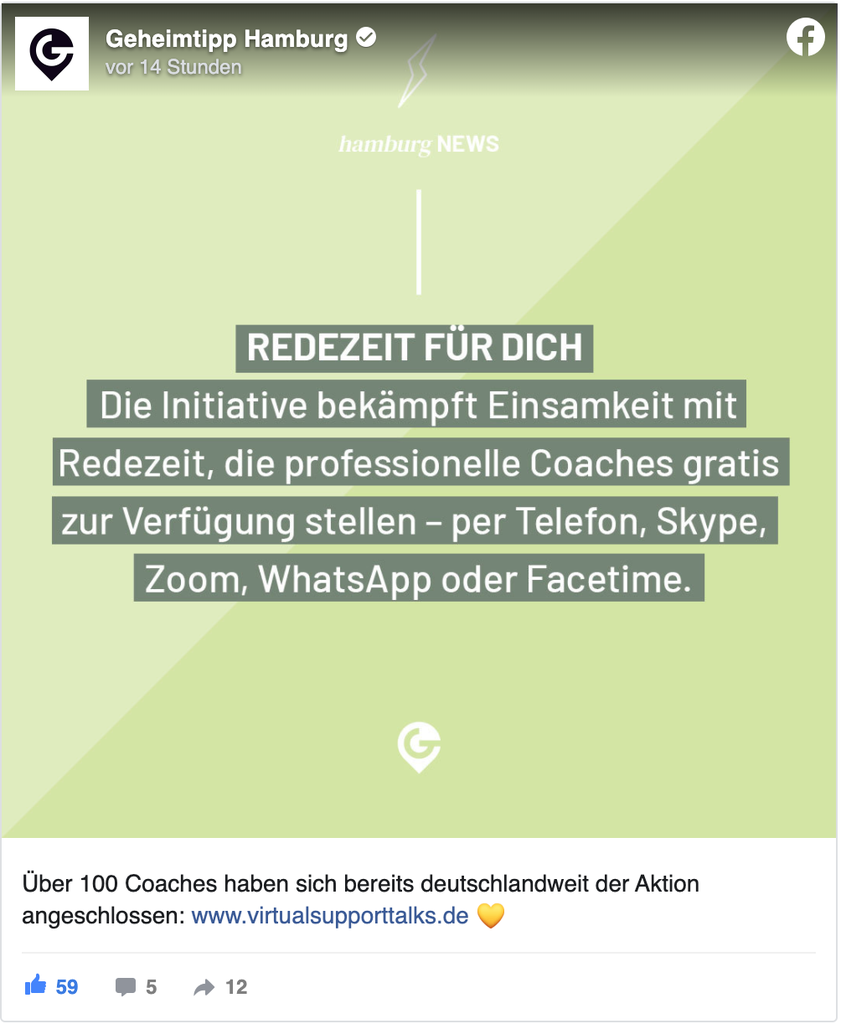 Geheimtipp Hamburg
vor 14 Stunden
hamburg NEWS
REDEZEIT FÜR DICH
Die Initiative bekämpft Einsamkeit mit
Redezeit, die professionelle Coaches gratis
zur Verfügung stellen – per Telefon, Skype,
Zoom, WhatsApp oder Facetime.
Über 100 Coaches haben sich bereits deutschlandweit der Aktion
angeschlossen: www.virtualsupporttalks.de 💛
59 5 12